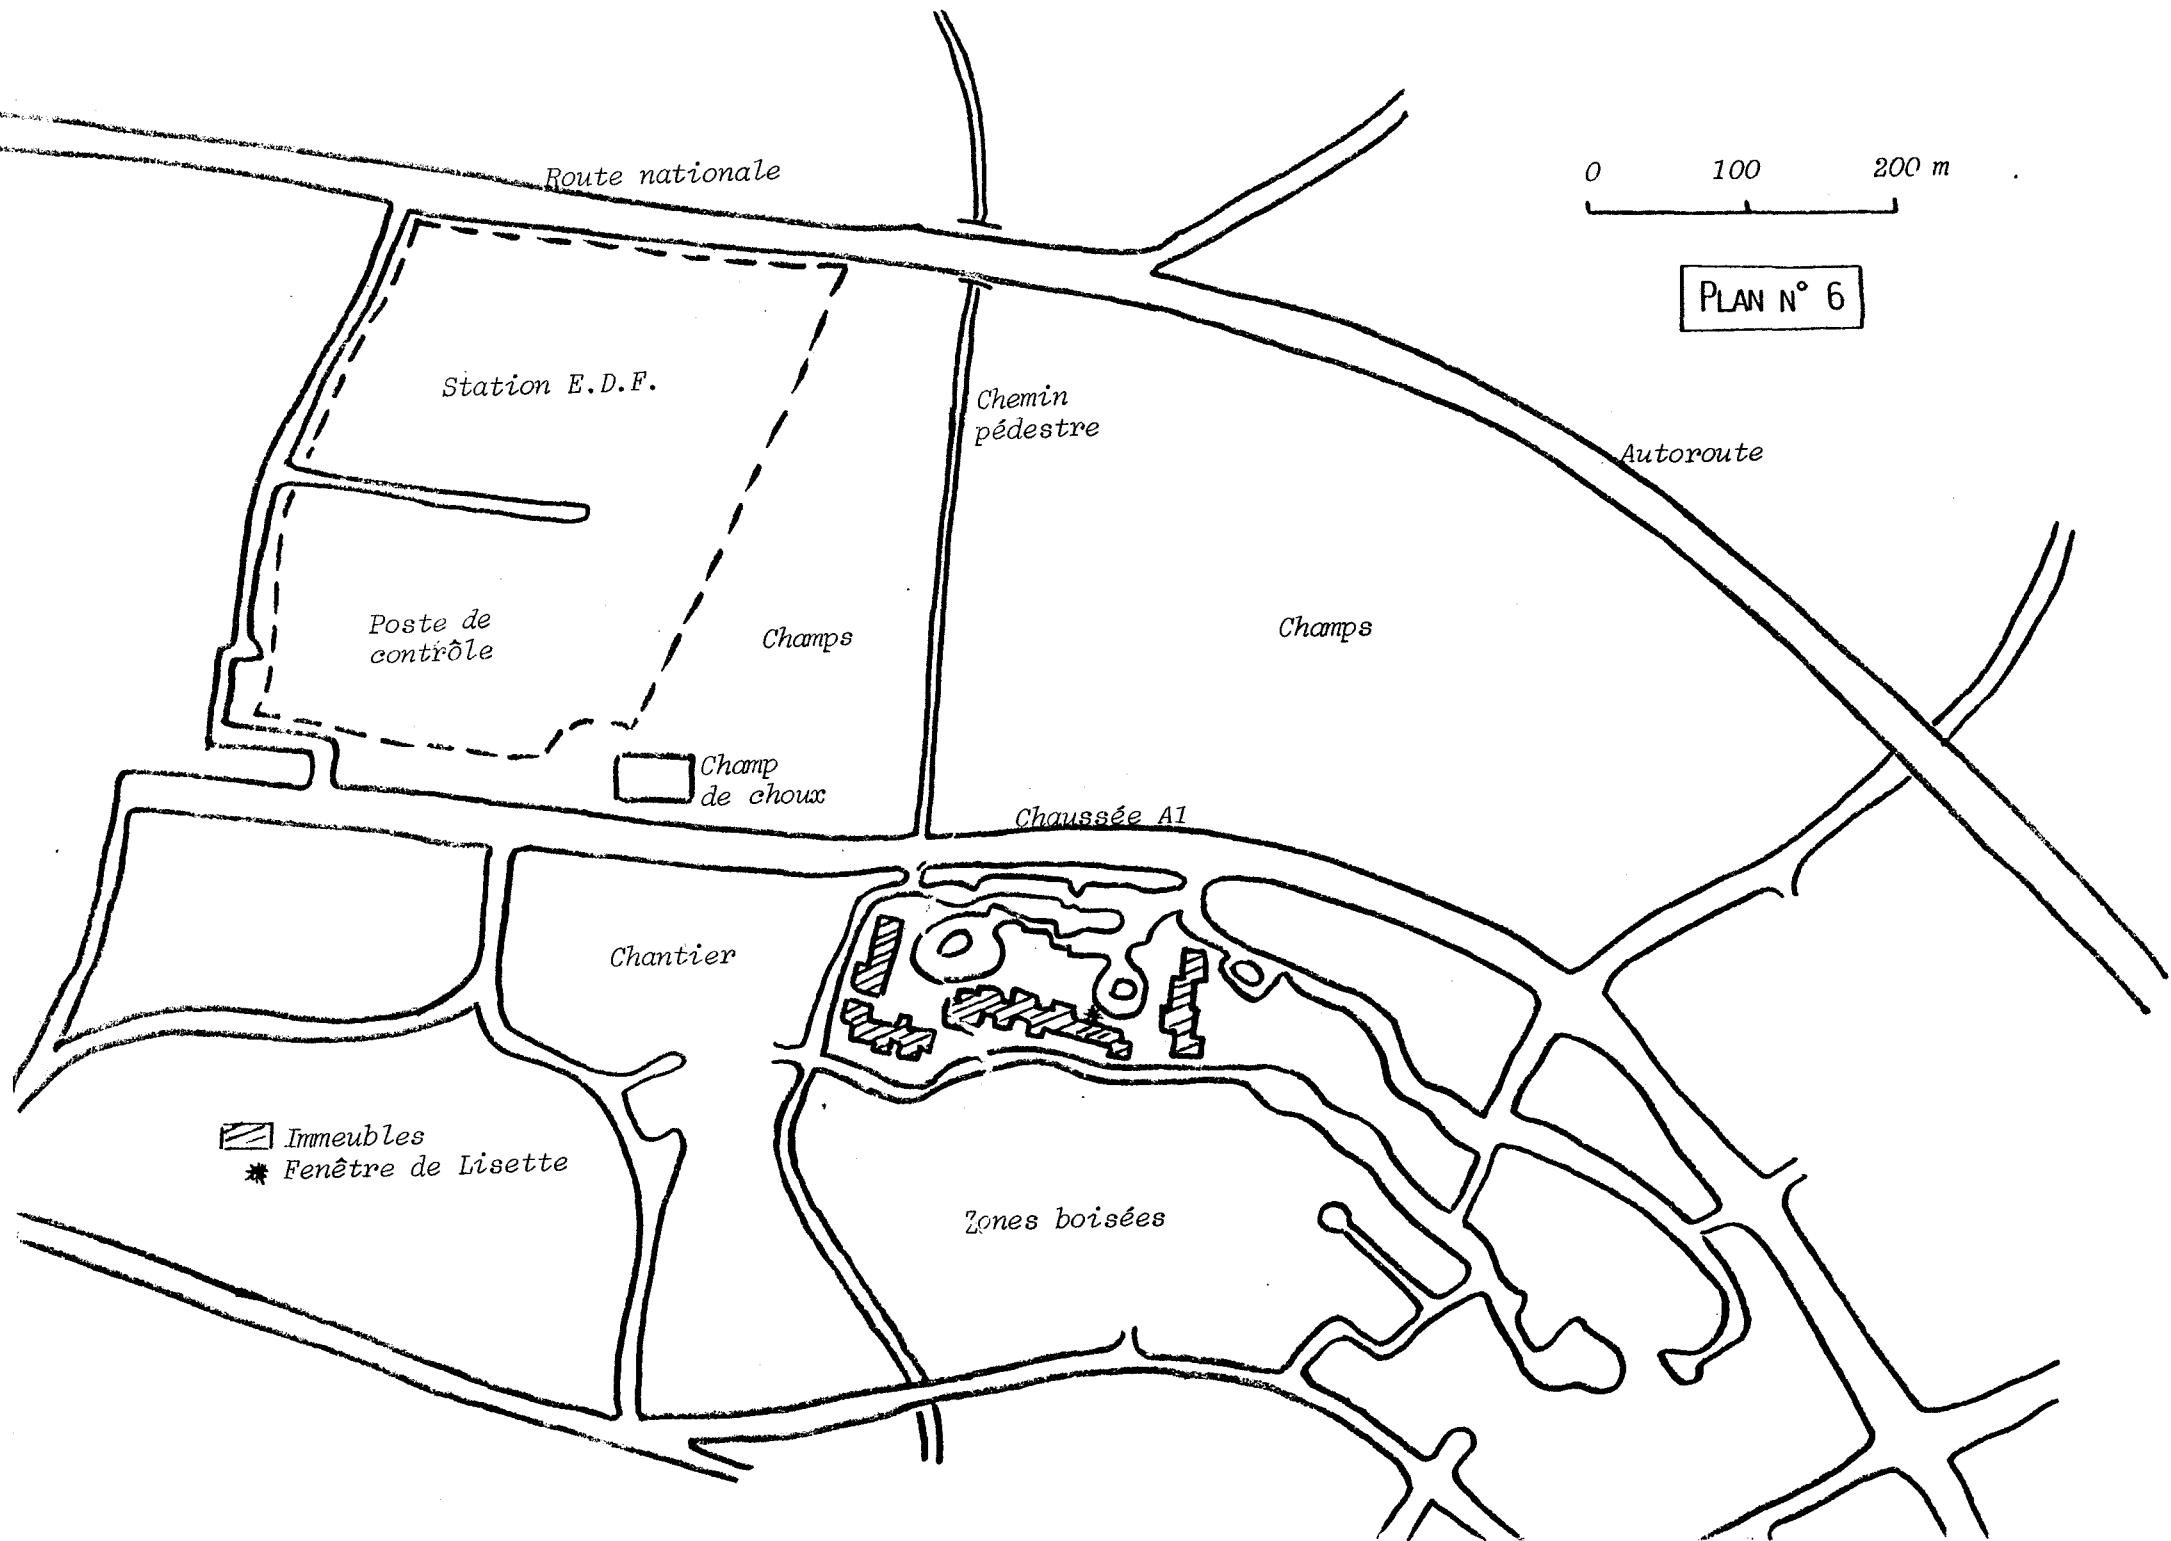 Route nationale
0 100 200 m
PLAN N° 6
Station E.D.F.
Chemin
pédestre
Autoroute
Poste de
contrôle
Champs
Champs
Champ
de choux
Chaussée A1
Chantier
Immeubles
Fenêtre de Lisette
Zones boisées